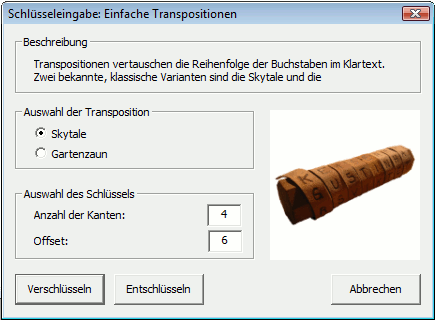 Schlüsseleingabe: Einfache Transpositionen
Beschreibung
Transpositionen vertauschen die Reihenfolge der Buchstaben im Klartext.
Zwei bekannte, klassische Varianten sind die Skytale und die
Auswahl der Transposition
Skytale
Gartenzaun
Auswahl des Schlüssels
Anzahl der Kanten: 4
Offset: 6
Verschlüsseln Entschlüsseln Abbrechen